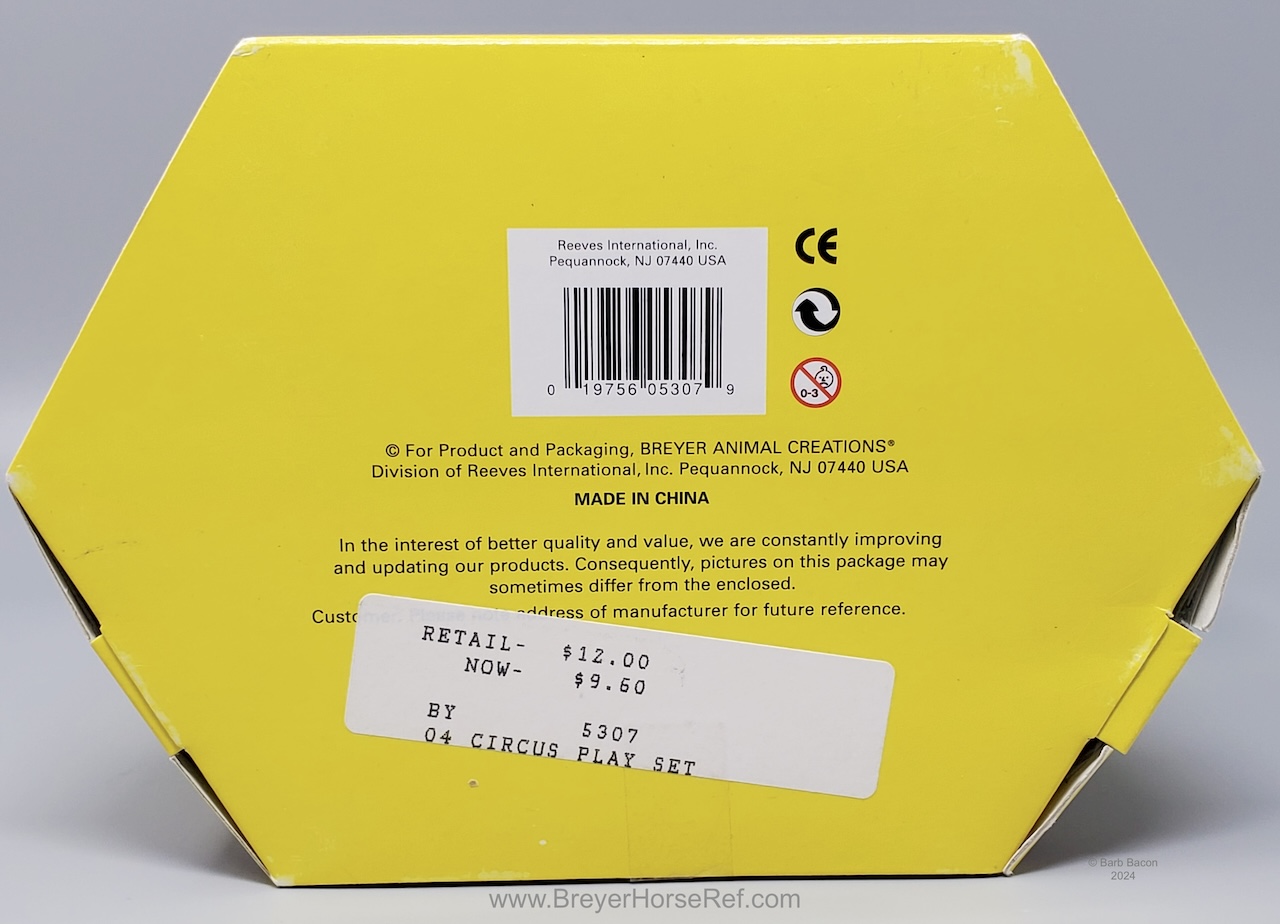 Reeves International, Inc.
Pequannock, NJ 07440 USA
CE
0 19756 05307 9
0-3
© For Product and Packaging, BREYER ANIMAL CREATIONS®
Division of Reeves International, Inc. Pequannock, NJ 07440 USA
MADE IN CHINA
In the interest of better quality and value, we are constantly improving
and updating our products. Consequently, pictures on this package may
sometimes differ from the enclosed.
Customer: Please note address of manufacturer for future reference.
RETAIL- $12.00
NOW- $9.60
BY 5307
04 CIRCUS PLAY SET
© Barb Bacon
2024
www.BreyerHorseRef.com